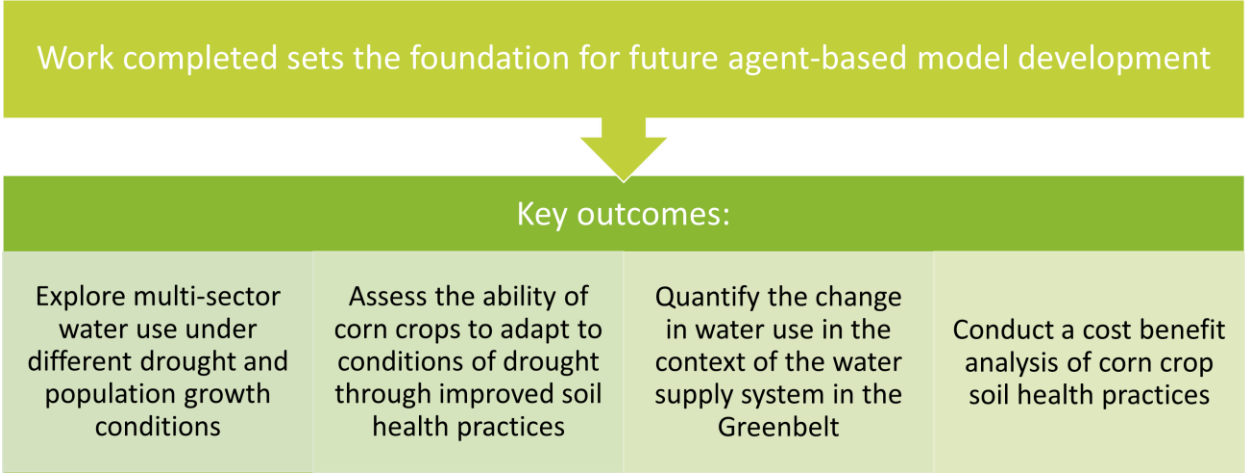 Work completed sets the foundation for future agent-based model development
Key outcomes:
Explore multi-sector
water use under
different drought and
population growth
conditions
Assess the ability of
corn crops to adapt to
conditions of drought
through improved soil
health practices
Quantify the change
in water use in the
context of the water
supply system in the
Greenbelt
Conduct a cost benefit
analysis of corn crop
soil health practices